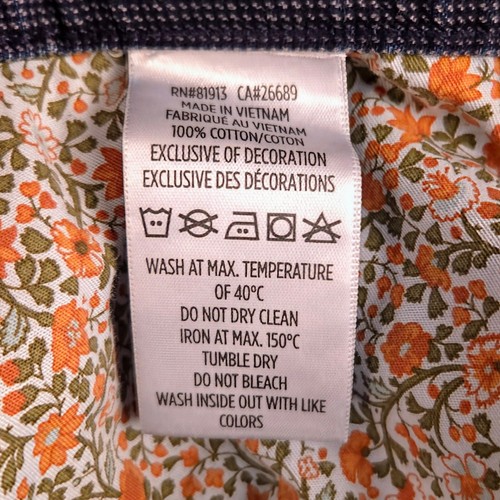 RN#81913 CA#26689
MADE IN VIETNAM
FABRIQUÉ AU VIETNAM
100% COTTON/COTON
EXCLUSIVE OF DECORATION
EXCLUSIVE DES DÉCORATIONS
WASH AT MAX. TEMPERATURE
OF 40°C
DO NOT DRY CLEAN
IRON AT MAX. 150°C
TUMBLE DRY
DO NOT BLEACH
WASH INSIDE OUT WITH LIKE
COLORS